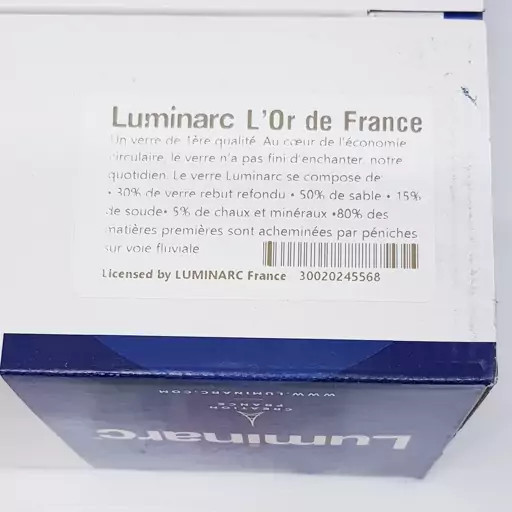 Luminarc L'Or de France
Un verre de 1ère qualité. Au cœur de l'économie
circulaire, le verre n'a pas fini d'enchanter notre
quotidien. Le verre Luminarc se compose de:
• 30% de verre rebut refondu • 50% de sable • 15%
de soude• 5% de chaux et minéraux •80% des
matières premières sont acheminées par péniches
sur voie fluviale
Licensed by LUMINARC France 30020245568
WWW.LUMINARC.COM
CREATION
FRANCE
Luminarc